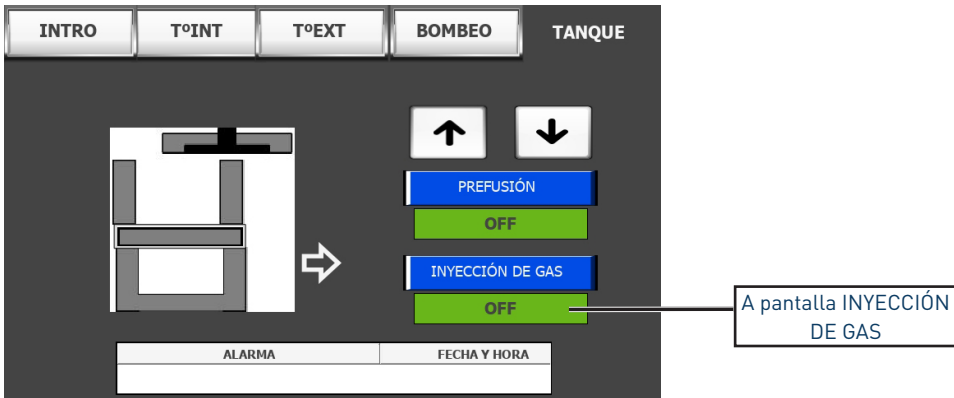 INTRO TºINT TºEXT BOMBEO TANQUE
PREFUSIÓN
OFF
INYECCIÓN DE GAS
OFF
A pantalla INYECCIÓN
DE GAS
ALARMA FECHA Y HORA